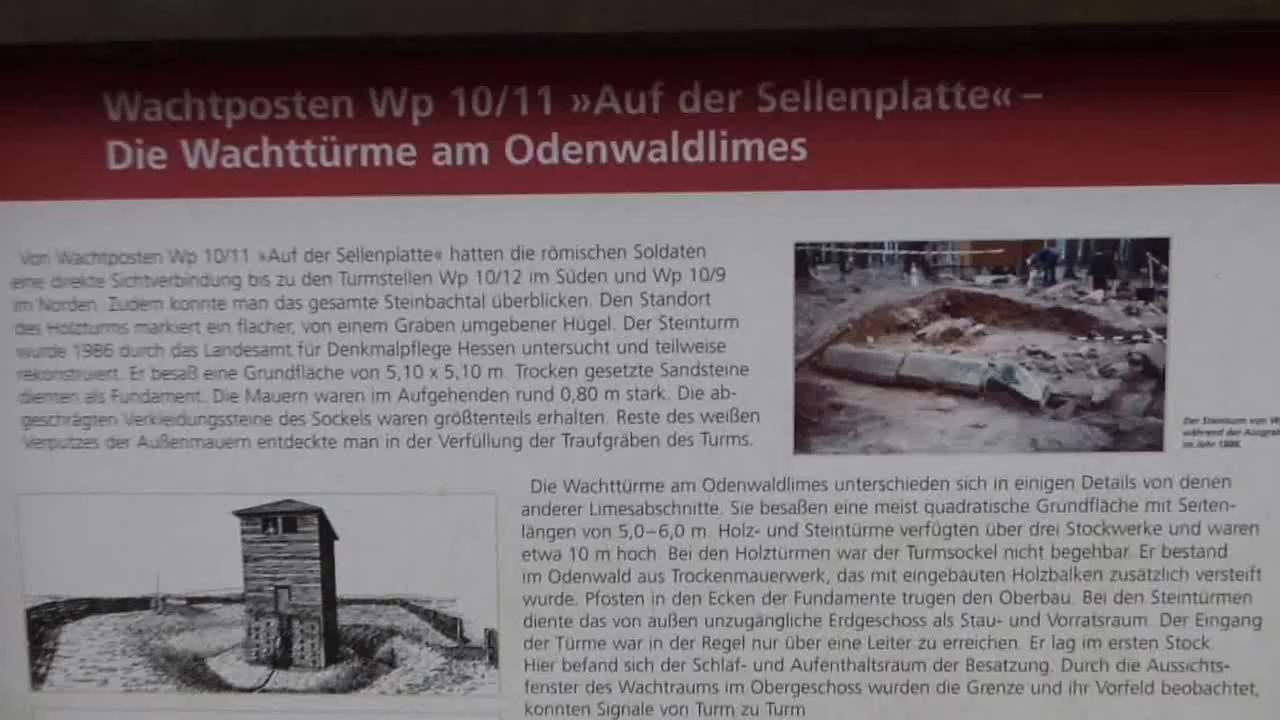 Wachtposten Wp 10/11 »Auf der Sellenplatte« –
Die Wachttürme am Odenwaldlimes
Von Wachtposten Wp 10/11 »Auf der Sellenplatte« hatten die römischen Soldaten
eine direkte Sichtverbindung bis zu den Turmstellen Wp 10/12 im Süden und Wp 10/9
im Norden. Zudem konnte man das gesamte Steinbachtal überblicken. Den Standort
des Holzturms markiert ein flacher, von einem Graben umgebener Hügel. Der Steinturm
wurde 1986 durch das Landesamt für Denkmalpflege Hessen untersucht und teilweise
rekonstruiert. Er besaß eine Grundfläche von 5,10 x 5,10 m. Trocken gesetzte Sandsteine
dienten als Fundament. Die Mauern waren im Aufgehenden rund 0,80 m stark. Die ab-
geschrägten Verkleidungssteine des Sockels waren größtenteils erhalten. Reste des weißen
Verputzes der Außenmauern entdeckte man in der Verfüllung der Traufgräben des Turms.
Der Steinturm von
während der
im Jahr 1986.
Die Wachttürme am Odenwaldlimes unterschieden sich in einigen Details von denen
anderer Limesabschnitte. Sie besaßen eine meist quadratische Grundfläche mit Seiten-
längen von 5,0–6,0 m. Holz- und Steintürme verfügten über drei Stockwerke und waren
etwa 10 m hoch. Bei den Holztürmen war der Turmsockel nicht begehbar. Er bestand
im Odenwald aus Trockenmauerwerk, das mit eingebauten Holzbalken zusätzlich versteift
wurde. Pfosten in den Ecken der Fundamente trugen den Oberbau. Bei den Steintürmen
diente das von außen unzugängliche Erdgeschoss als Stau- und Vorratsraum. Der Eingang
der Türme war in der Regel nur über eine Leiter zu erreichen. Er lag im ersten Stock.
Hier befand sich der Schlaf- und Aufenthaltsraum der Besatzung. Durch die Aussichts-
fenster des Wachtraums im Obergeschoss wurden die Grenze und ihr Vorfeld beobachtet,
konnten Signale von Turm zu Turm